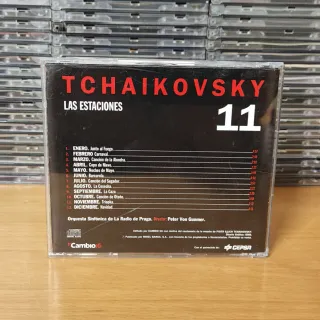 TCHAIKOVSKY
LAS ESTACIONES
11
1. ENERO. Junto al Fuego
2. FEBRERO Carnaval
3. MARZO. Canción de la Alondra
4. ABRIL. Copo de Nieve
5. MAYO. Noches de Mayo
6. JUNIO. Barcarola
7. JULIO. Canción del Segador
8. AGOSTO. La Cosecha
9. SEPTIEMBRE. La Caza
10. OCTUBRE. Canción de Otoño
11. NOVIEMBRE. Troika
12. DICIEMBRE. Navidad
Orquesta Sinfónica de La Radio de Praga. Peter Von Gunmer.
Cambio16
CEPSA